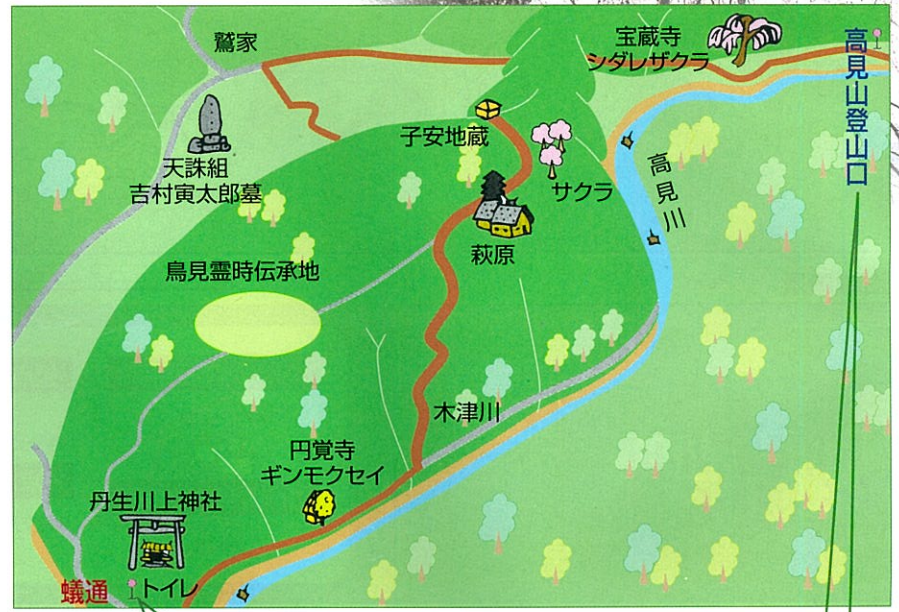 鷲家
宝蔵寺
シダレザクラ
高見山登山口
子安地蔵
天誅組
吉村寅太郎墓
サクラ
高見川
萩原
鳥見霊時伝承地
木津川
円覚寺
ギンモクセイ
丹生川上神社
蟻通
トイレ